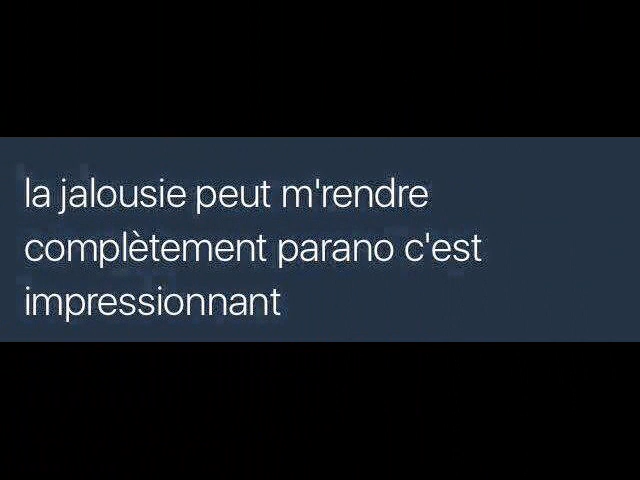 la jalousie peut m'rendre
complètement parano c'est
impressionnant